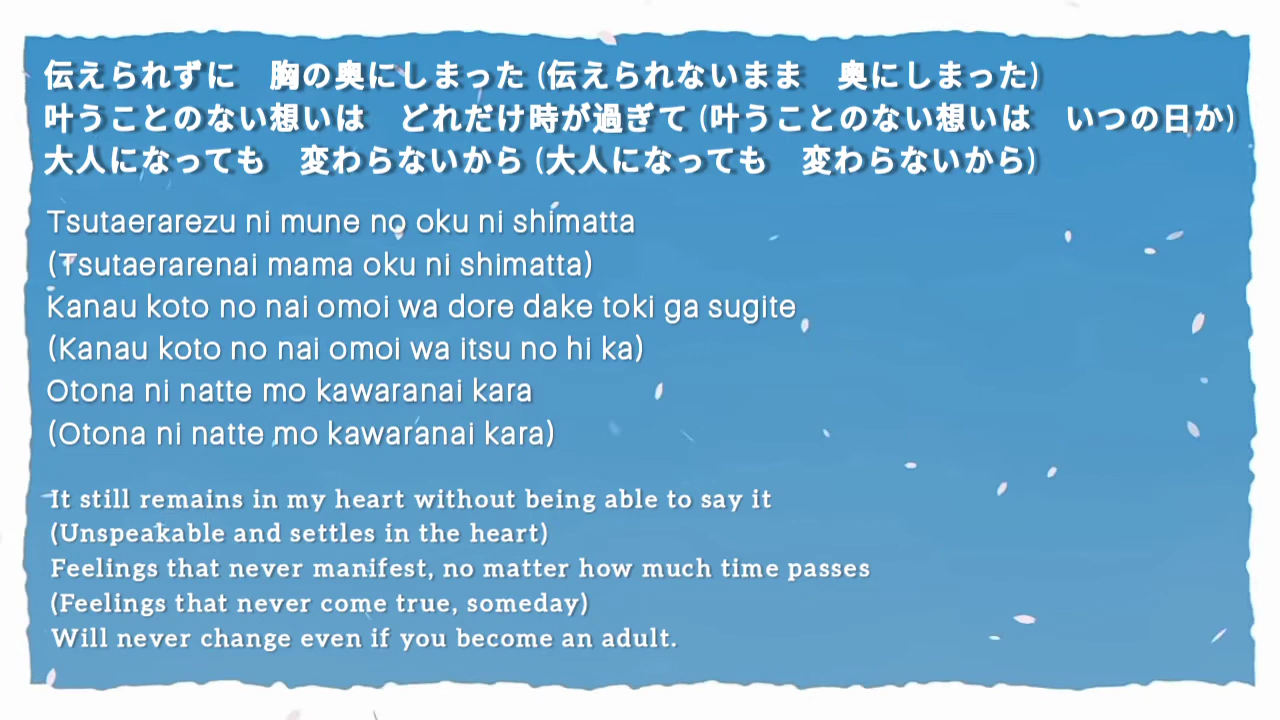 伝えられずに　胸の奥にしまった (伝えられないまま　奥にしまった)
叶うことのない想いは　どれだけ時が過ぎて (叶うことのない想いは　いつの日か)
大人になっても　変わらないから (大人になっても　変わらないから)
Tsutaerarezu ni mune no oku ni shimatta
(Tsutaerarenai mama oku ni shimatta)
Kanau koto no nai omoi wa dore dake toki ga sugite
(Kanau koto no nai omoi wa itsu no hi ka)
Otona ni natte mo kawaranai kara
(Otona ni natte mo kawaranai kara)
It still remains in my heart without being able to say it
(Unspeakable and settles in the heart)
Feelings that never manifest, no matter how much time passes
(Feelings that never come true, someday)
Will never change even if you become an adult.